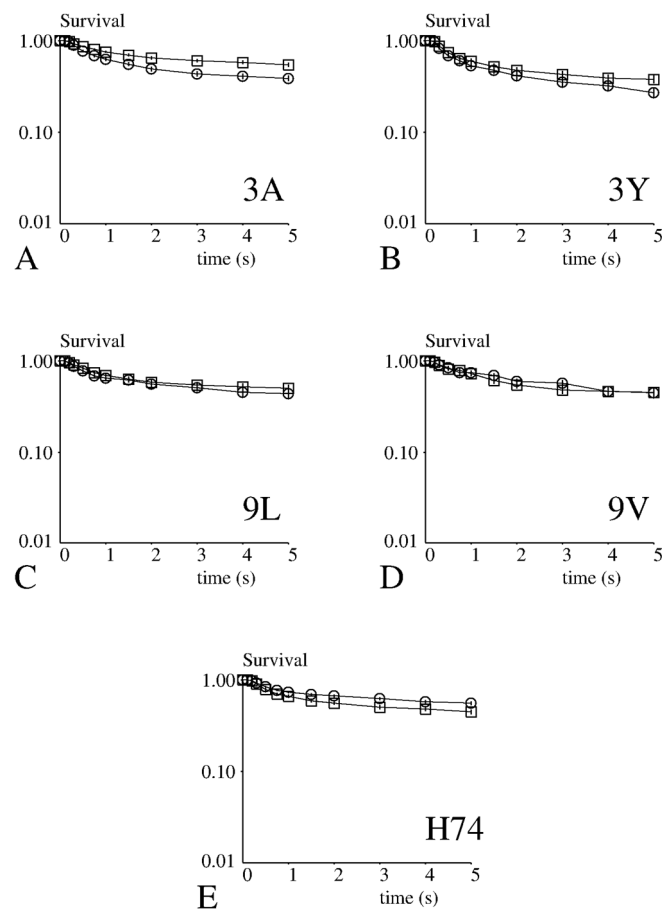 Survival
Survival
1.00
1.00
0.10
0.10
3A
3Y
0.01
0.01
0 1 2 3 4 5
0 1 2 3 4 5
A
time (s)
B
time (s)
Survival
Survival
1.00
1.00
0.10
0.10
9L
9V
0.01
0.01
0 1 2 3 4 5
0 1 2 3 4 5
C
time (s)
D
time (s)
Survival
1.00
0.10
H74
0.01
0 1 2 3 4 5
E
time (s)